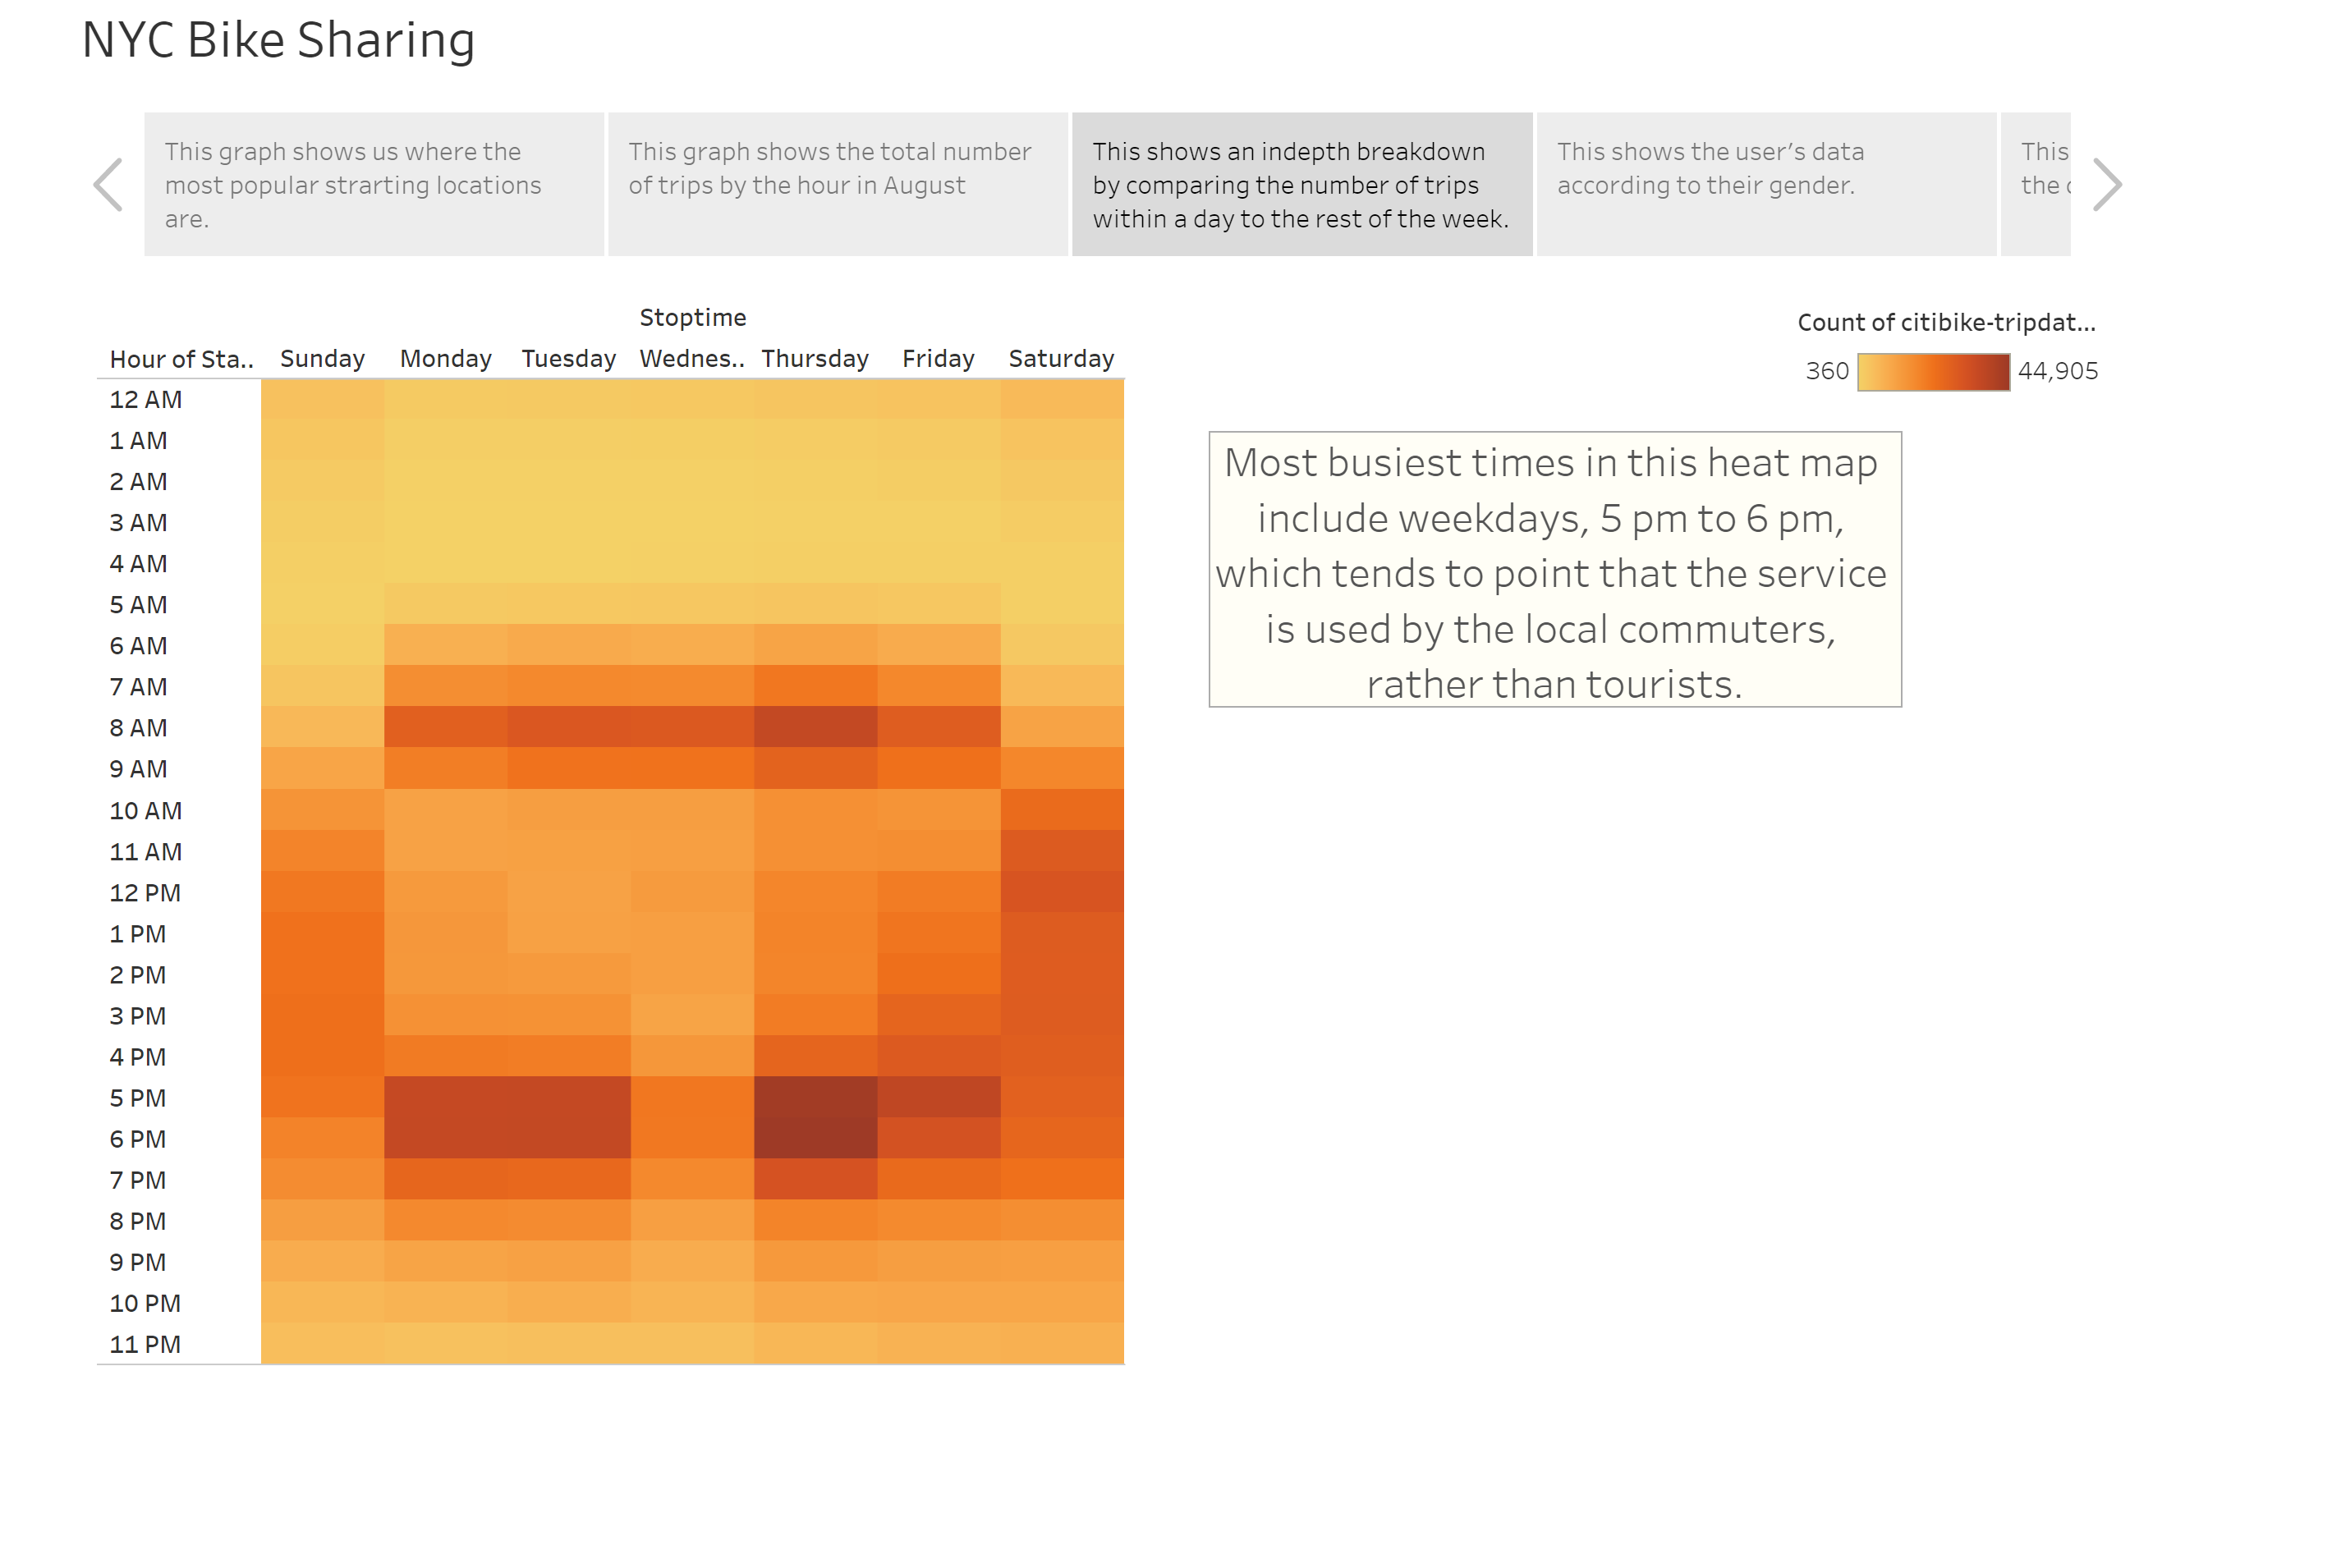 NYC Bike Sharing
This graph shows us where the
most popular strarting locations
are.
This graph shows the total number
of trips by the hour in August
This shows an indepth breakdown
by comparing the number of trips
within a day to the rest of the week.
This shows the user's data
according to their gender.
This
the
Stoptime
Hour of Sta.. Sunday Monday Tuesday Wednes.. Thursday Friday Saturday
12 AM
1 AM
2 AM
3 AM
4 AM
5 AM
6 AM
7 AM
8 AM
9 AM
10 AM
11 AM
12 PM
1 PM
2 PM
3 PM
4 PM
5 PM
6 PM
7 PM
8 PM
9 PM
10 PM
11 PM
Count of citibike-tripdat...
360 44,905
Most busiest times in this heat map
include weekdays, 5 pm to 6 pm,
which tends to point that the service
is used by the local commuters,
rather than tourists.